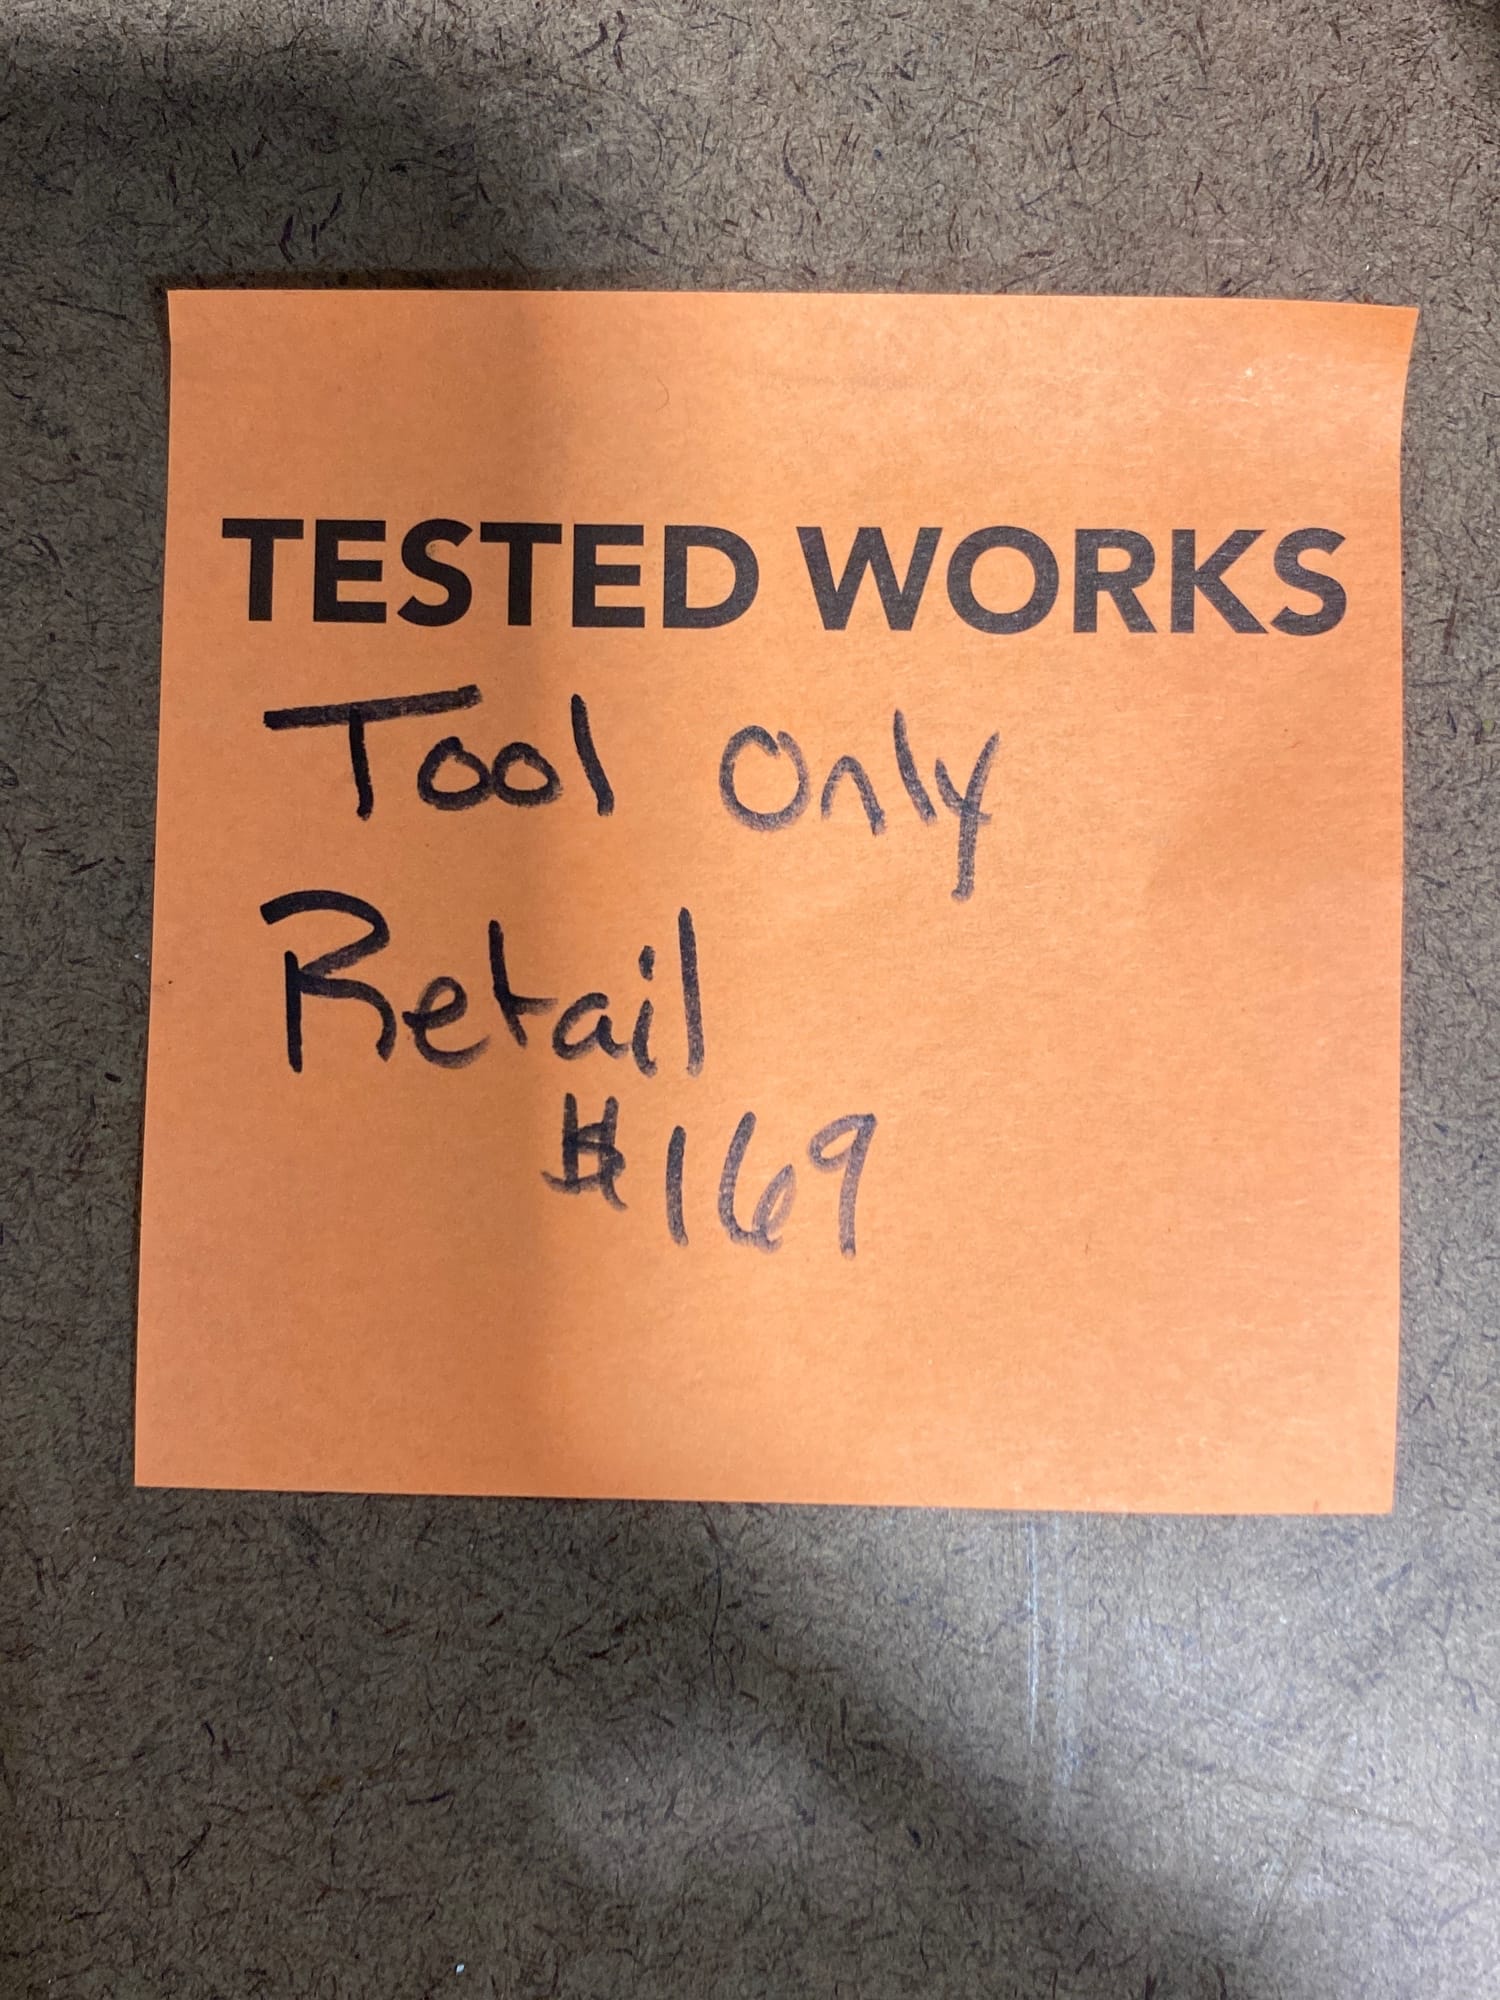 TESTED WORKS
Tool Only
Retail
$169